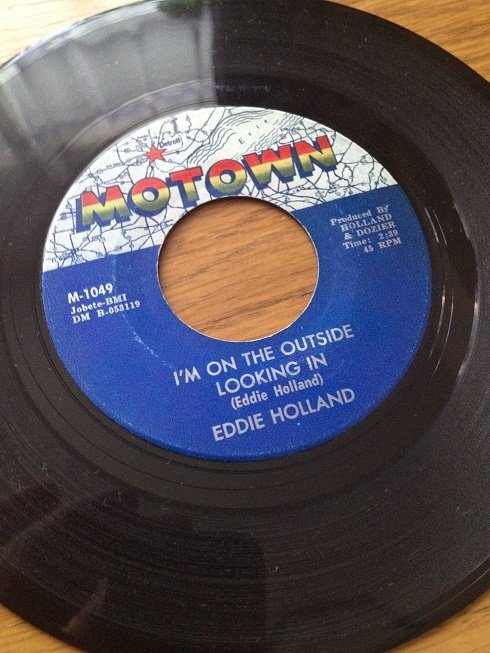 Detroit
MOTOWN
Produced By
HOLLAND
& DOZIER
Time: 2:39
45 RPM
M-1049
Jobete-BMI
DM B-053119
I'M ON THE OUTSIDE
LOOKING IN
(Eddie Holland)
EDDIE HOLLAND